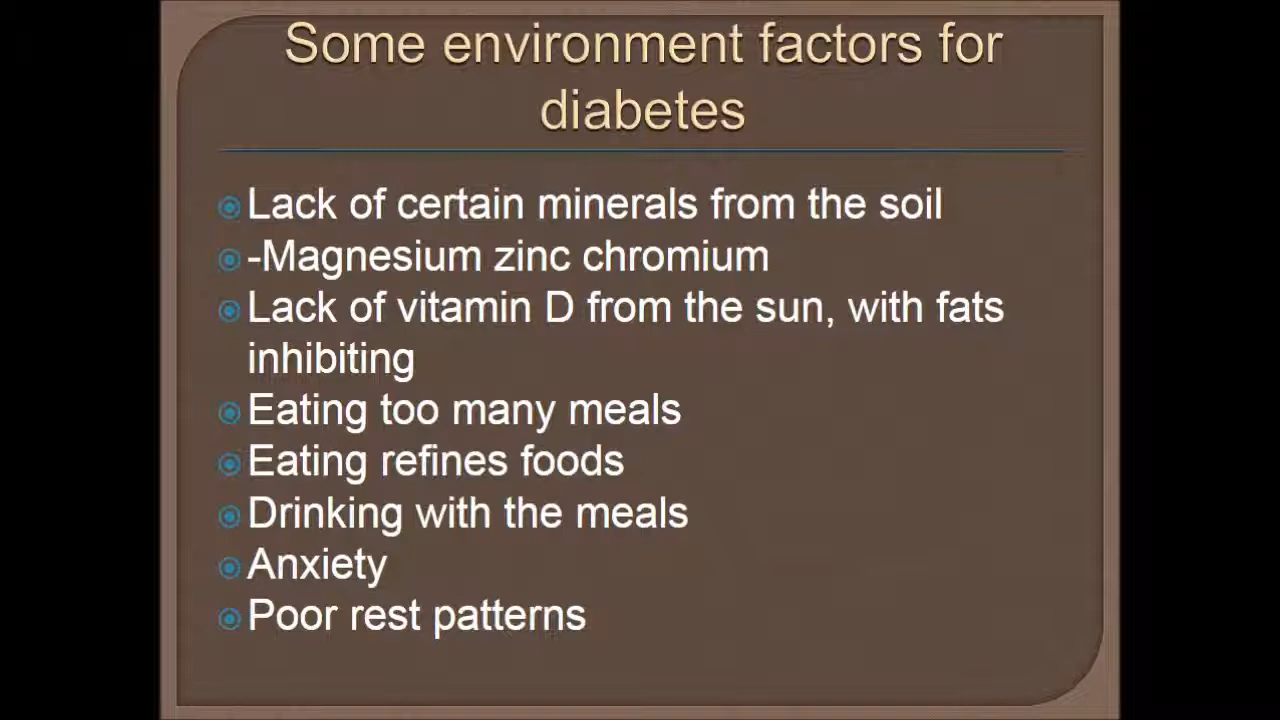 Some environment factors for
diabetes
Lack of certain minerals from the soil
-Magnesium zinc chromium
Lack of vitamin D from the sun, with fats
inhibiting
Eating too many meals
Eating refines foods
Drinking with the meals
Anxiety
Poor rest patterns